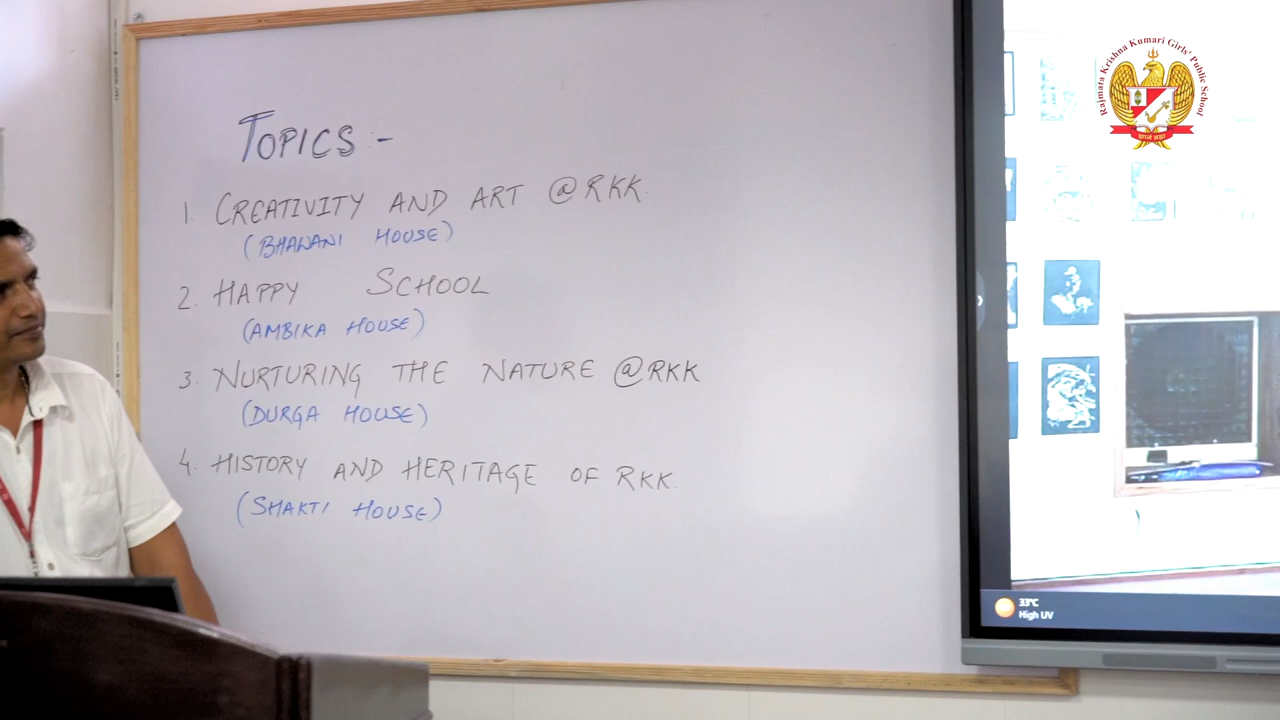 TOPICS :-
1. CREATIVITY AND ART @RKK.
(BHAWANI HOUSE)
2. HAPPY SCHOOL
(AMBIKA HOUSE)
3. NURTURING THE NATURE @RKK
(DURGA HOUSE)
4. HISTORY AND HERITAGE OF RKK.
(SHAKTI HOUSE)
Rajmata Krishna Kumari Girls' Public School
33°C
High UV